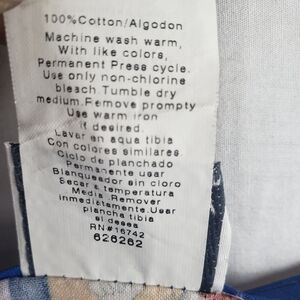 100%Cotton/Algodon
Machine wash warm,
With like colors,
Permanent Press cycle.
Use only non-chlorine
bleach.Tumble dry
medium.Remove prompty
Use warm iron
if desired.
Lavar en aqua tibia
Con colores similares
Ciclo de planchado
Permanente usar
Blanqueador sin cloro
Secar a temperatura
Media .Remover
inmediatamente.Usar
Plancha tibia
si desea
RN#16742
626262